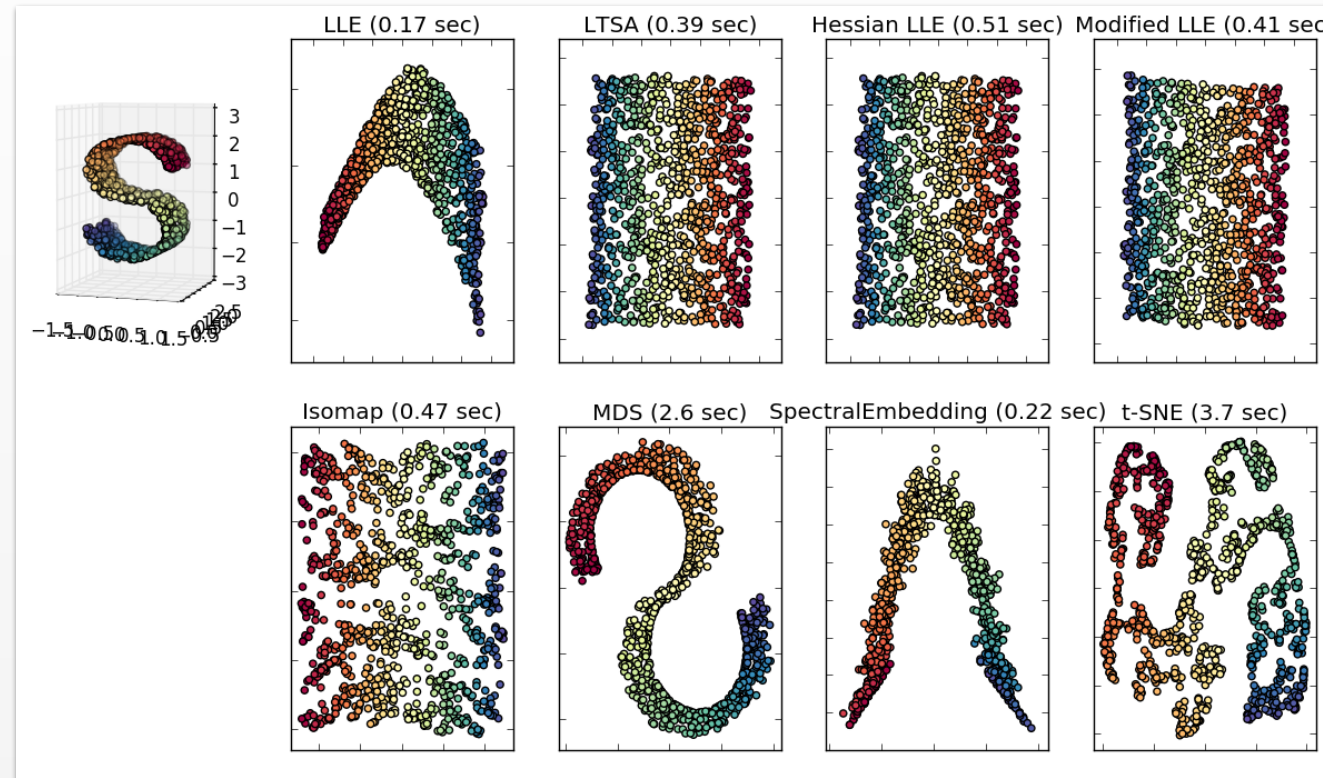 LLE (0.17 sec)
LTSA (0.39 sec)
Hessian LLE (0.51 sec)
Modified LLE (0.41 sec
3
2
1
0
−1
−2
−3
Isomap (0.47 sec)
MDS (2.6 sec)
SpectralEmbedding (0.22 sec)
t-SNE (3.7 sec)